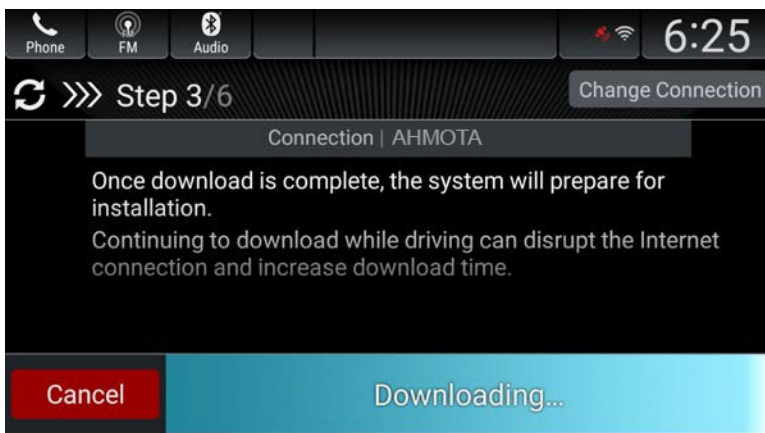 Phone
FM
Audio
6:25
Step 3/6
Change Connection
Connection | AHMOTA
Once download is complete, the system will prepare for
installation.
Continuing to download while driving can disrupt the Internet
connection and increase download time.
Cancel
Downloading...